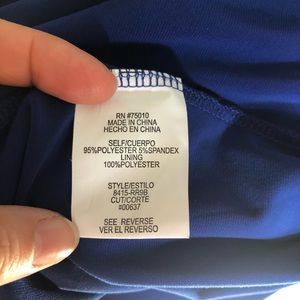 RN #75010
MADE IN CHINA
HECHO EN CHINA
SELF/CUERPO
95%POLYESTER 5%SPANDEX
LINING
100%POLYESTER
STYLE/ESTILO
8415-RR9B
CUT/CORTE
#00637
SEE REVERSE
VER EL REVERSO